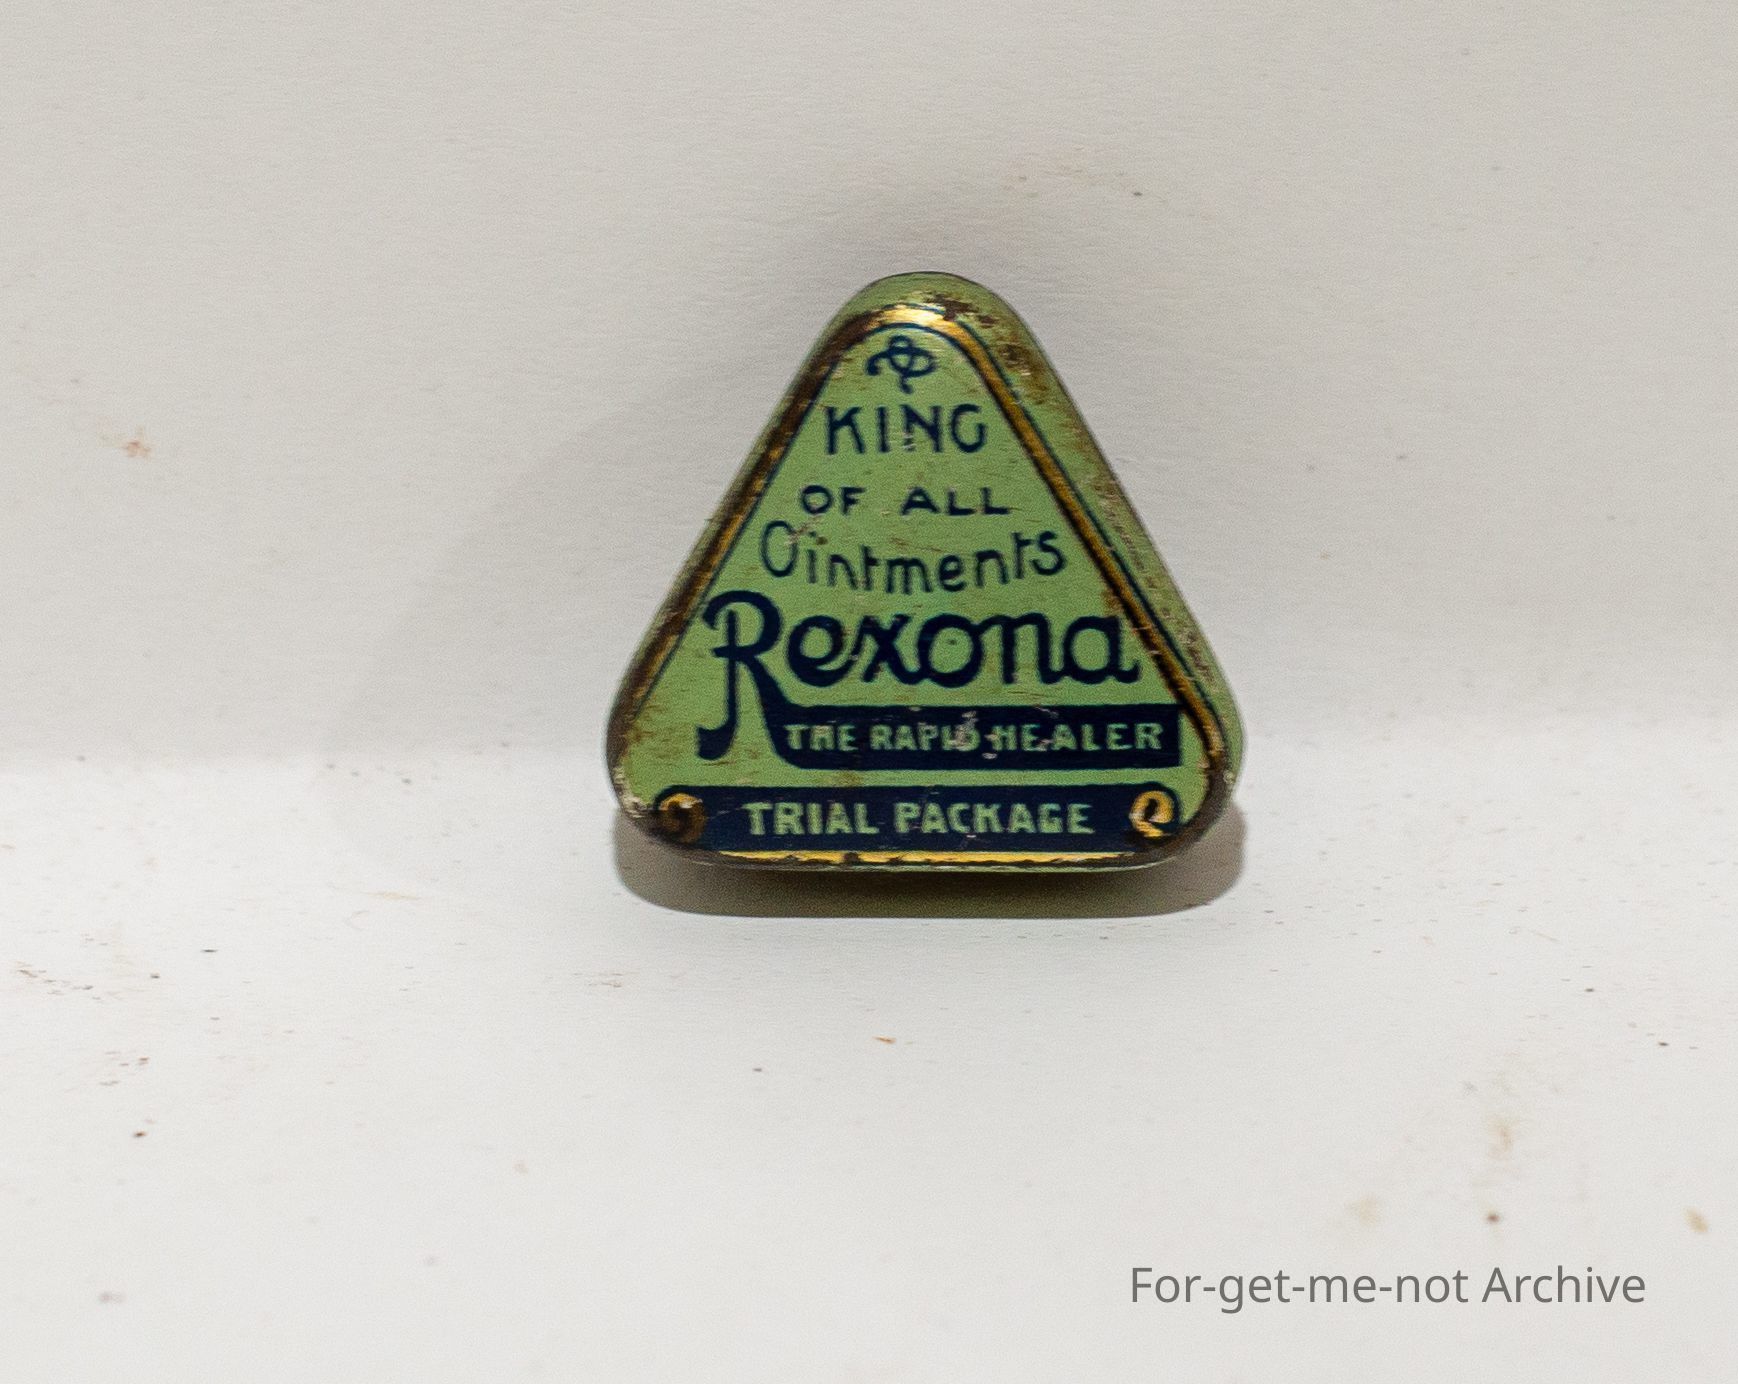 KING
OF ALL
Ointments
Rexona
THE RAPID HEALER
TRIAL PACKAGE
For-get-me-not Archive